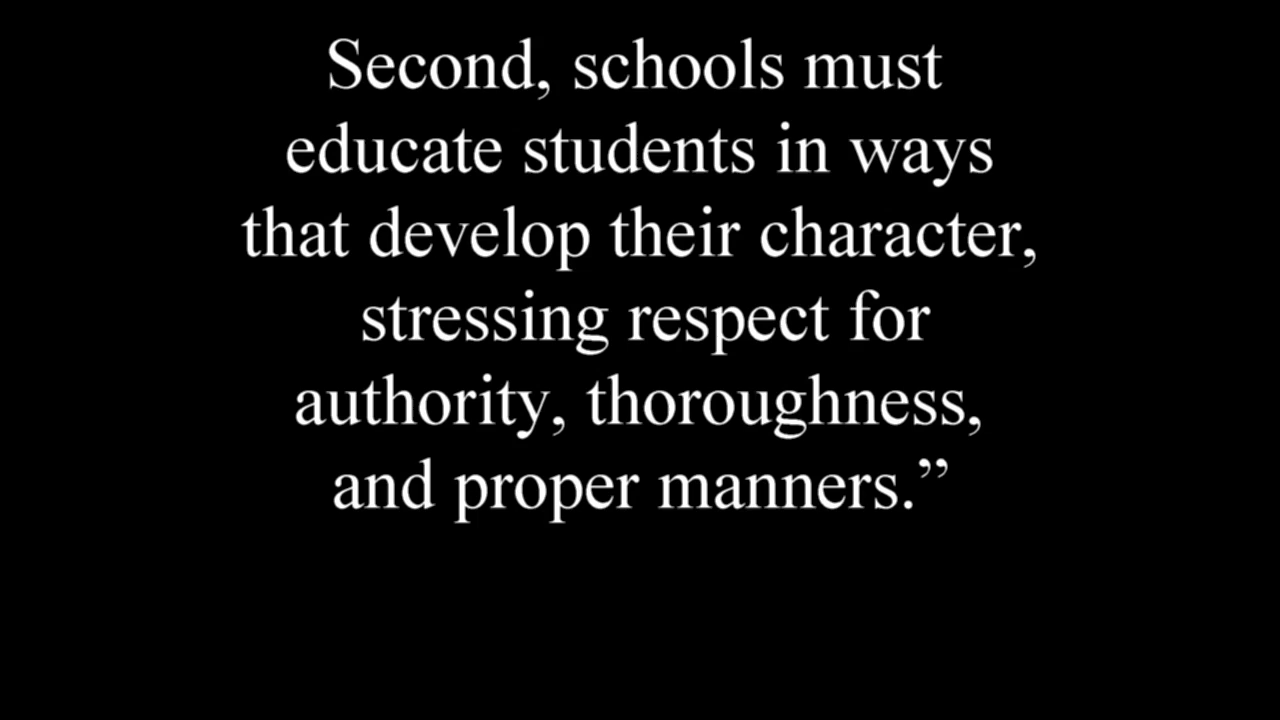 Second, schools must
educate students in ways
that develop their character,
stressing respect for
authority, thoroughness,
and proper manners.”